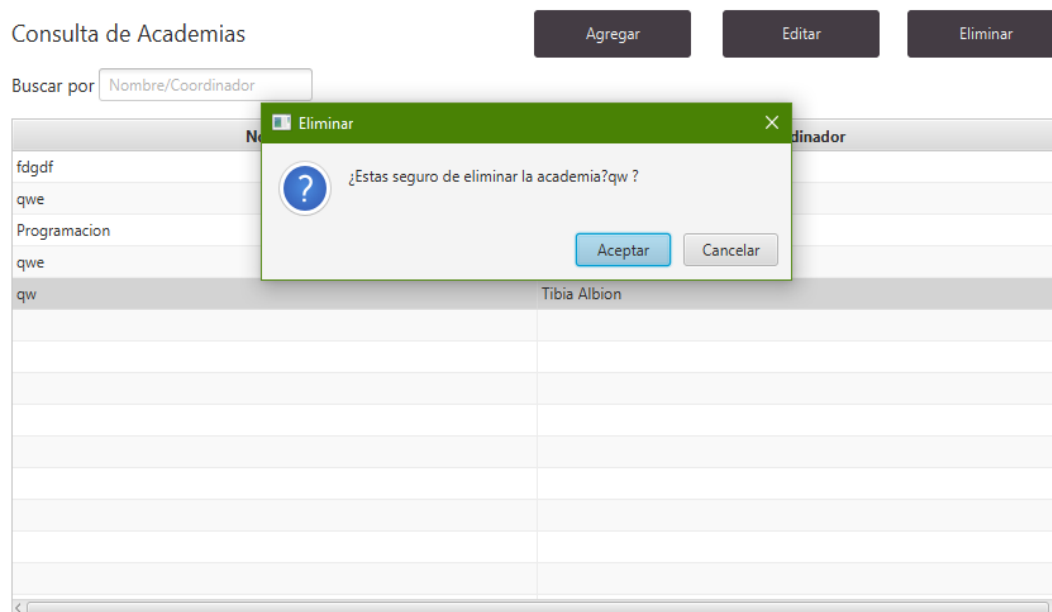 Consulta de Academias
Agregar
Editar
Eliminar
Buscar por
Nombre/Coordinador
Eliminar
¿Estas seguro de eliminar la academia?qw ?
Aceptar
Cancelar
fdgdf
qwe
Programacion
qwe
qw
Tibia Albion